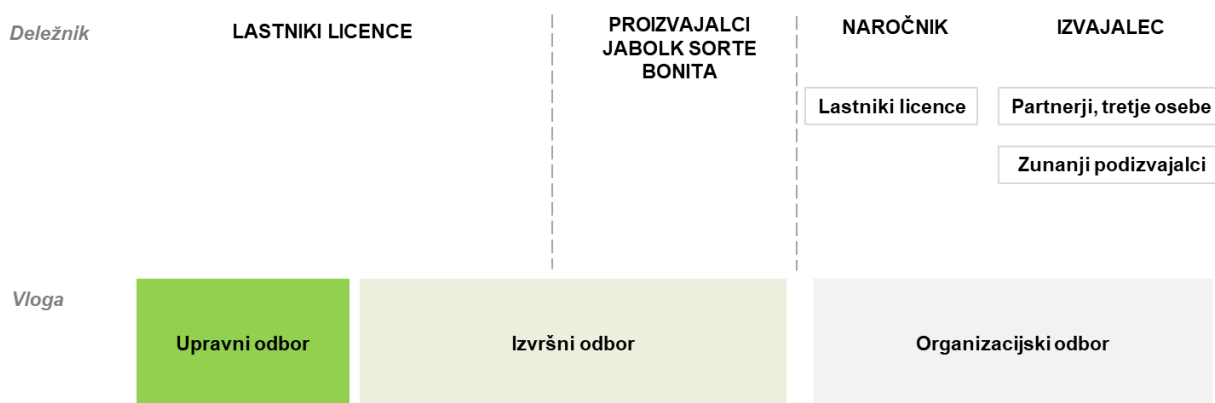 Deležnik
LASTNIKI LICENCE
PROIZVAJALCI
JABOLK SORTE
BONITA
NAROČNIK
IZVAJALEC
Lastniki licence
Partnerji, tretje osebe
Zunanji podizvajalci
Vloga
Upravni odbor
Izvršni odbor
Organizacijski odbor